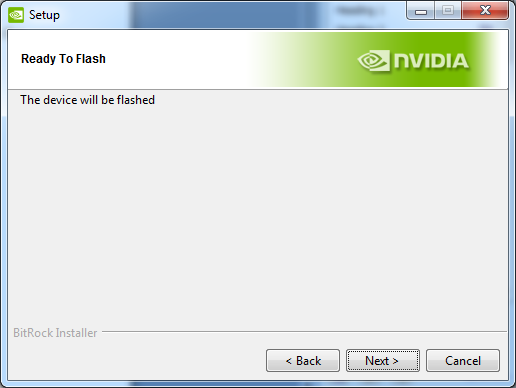 Setup
Ready To Flash
NVIDIA
The device will be flashed
BitRock Installer
< Back
Next >
Cancel